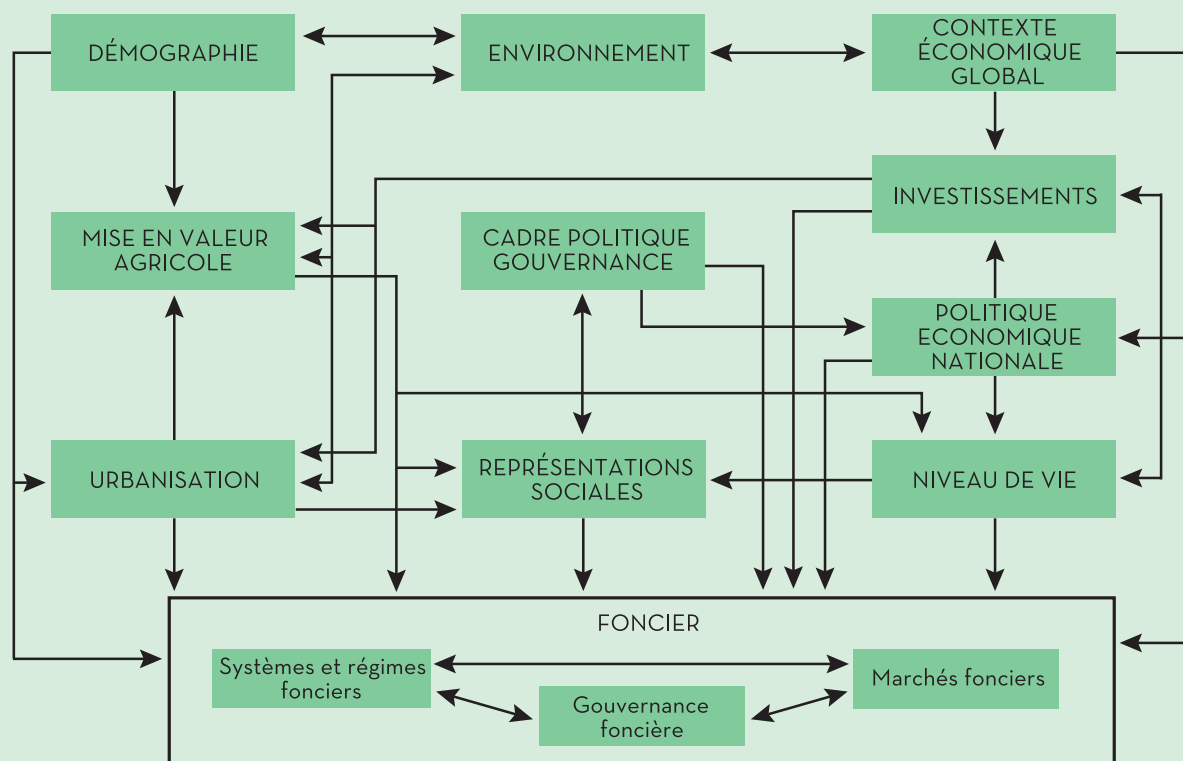 DÉMOGRAPHIE
ENVIRONNEMENT
CONTEXTE
ÉCONOMIQUE
GLOBAL
INVESTISSEMENTS
MISE EN VALEUR
AGRICOLE
CADRE POLITIQUE
GOUVERNANCE
POLITIQUE
ECONOMIQUE
NATIONALE
URBANISATION
REPRÉSENTATIONS
SOCIALES
NIVEAU DE VIE
FONCIER
Systèmes et régimes
fonciers
Gouvernance
foncière
Marchés fonciers